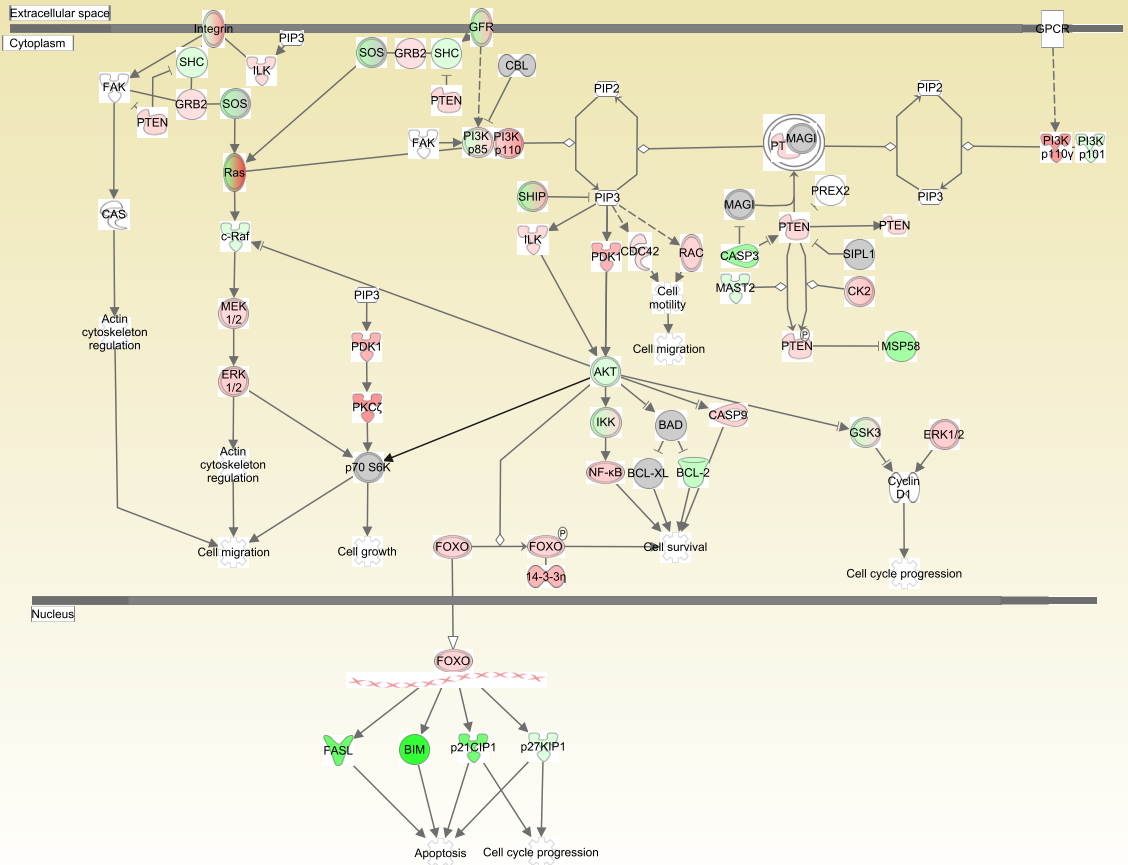 Extracellular space
Cytoplasm
Integrin
PIP3
GFR
GPCR
SHC
ILK
SOS
GRB2
SHC
CBL
FAK
PTEN
GRB2
SOS
PTEN
PIP2
PIP2
FAK
PI3K
p85
PI3K
p110
PT
MAGI
PI3K
p110γ
PI3K
p101
Ras
CAS
SHIP
PIP3
MAGI
PREX2
PIP3
c-Raf
ILK
PDK1
CDC42
RAC
PTEN
PTEN
CASP3
SIPL1
MAST2
CK2
Cell
motility
PIP3
MEK
1/2
Actin
cytoskeleton
regulation
PDK1
Cell migration
P
PTEN
MSP58
ERK
1/2
AKT
PKCζ
IKK
BAD
CASP9
GSK3
ERK1/2
Actin
cytoskeleton
regulation
p70 S6K
NF-κB
BCL-XL
BCL-2
Cyclin
D1
Cell migration
Cell growth
FOXO
FOXO
P
14-3-3η
Cell survival
Cell cycle progression
Nucleus
FOXO
FASL
BIM
p21CIP1
p27KIP1
Apoptosis
Cell cycle progression